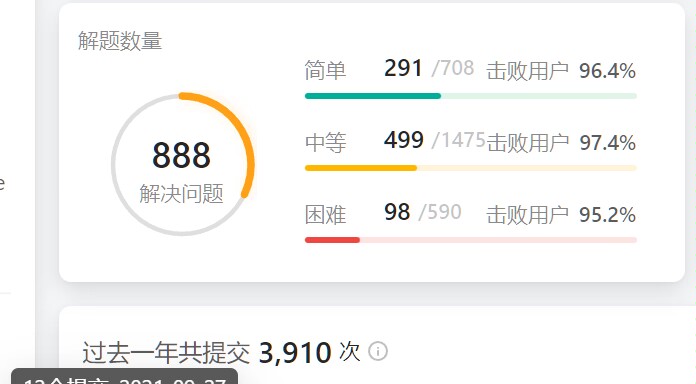 解题数量
简单 291 /708 击败用户 96.4%
中等 499 /1475 击败用户 97.4%
困难 98 /590 击败用户 95.2%
888
解决问题
e
过去一年共提交 3,910 次